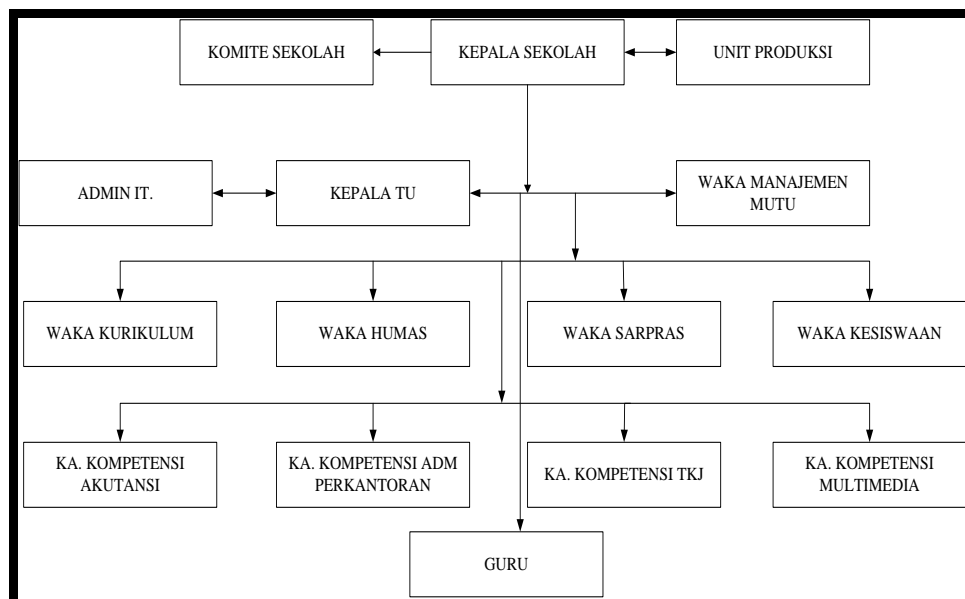 KOMITE SEKOLAH
KEPALA SEKOLAH
UNIT PRODUKSI
ADMIN IT.
KEPALA TU
WAKA MANAJEMEN
MUTU
WAKA KURIKULUM
WAKA HUMAS
WAKA SARPRAS
WAKA KESISWAAN
KA. KOMPETENSI
AKUTANSI
KA. KOMPETENSI ADM
PERKANTORAN
KA. KOMPETENSI TKJ
KA. KOMPETENSI
MULTIMEDIA
GURU